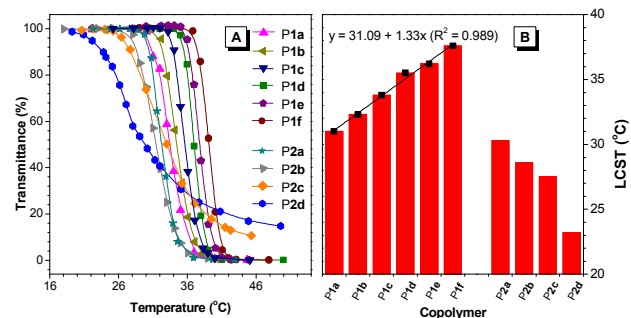 A
B
y = 31.09 + 1.33x (R² = 0.989)
P1a
P1b
P1c
P1d
P1e
P1f
P2a
P2b
P2c
P2d
Transmittance (%)
100
80
60
40
20
0
16
26
36
46
Temperature (°C)
40
35
30
25
20
LCST (°C)
P1a
P1b
P1c
P1d
P1e
P1f
P2a
P2b
P2c
P2d
Copolymer